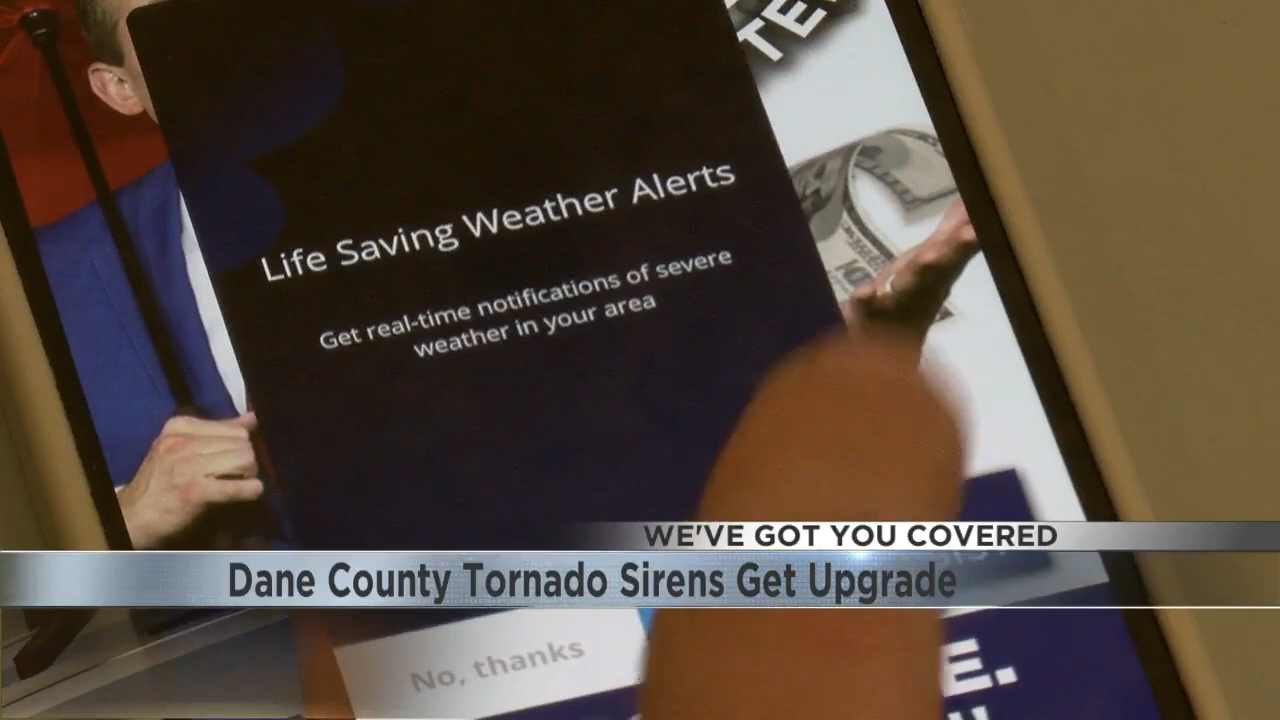 Life Saving Weather Alerts
Get real-time notifications of severe
weather in your area
WE'VE GOT YOU COVERED
Dane County Tornado Sirens Get Upgrade
No, thanks
E.